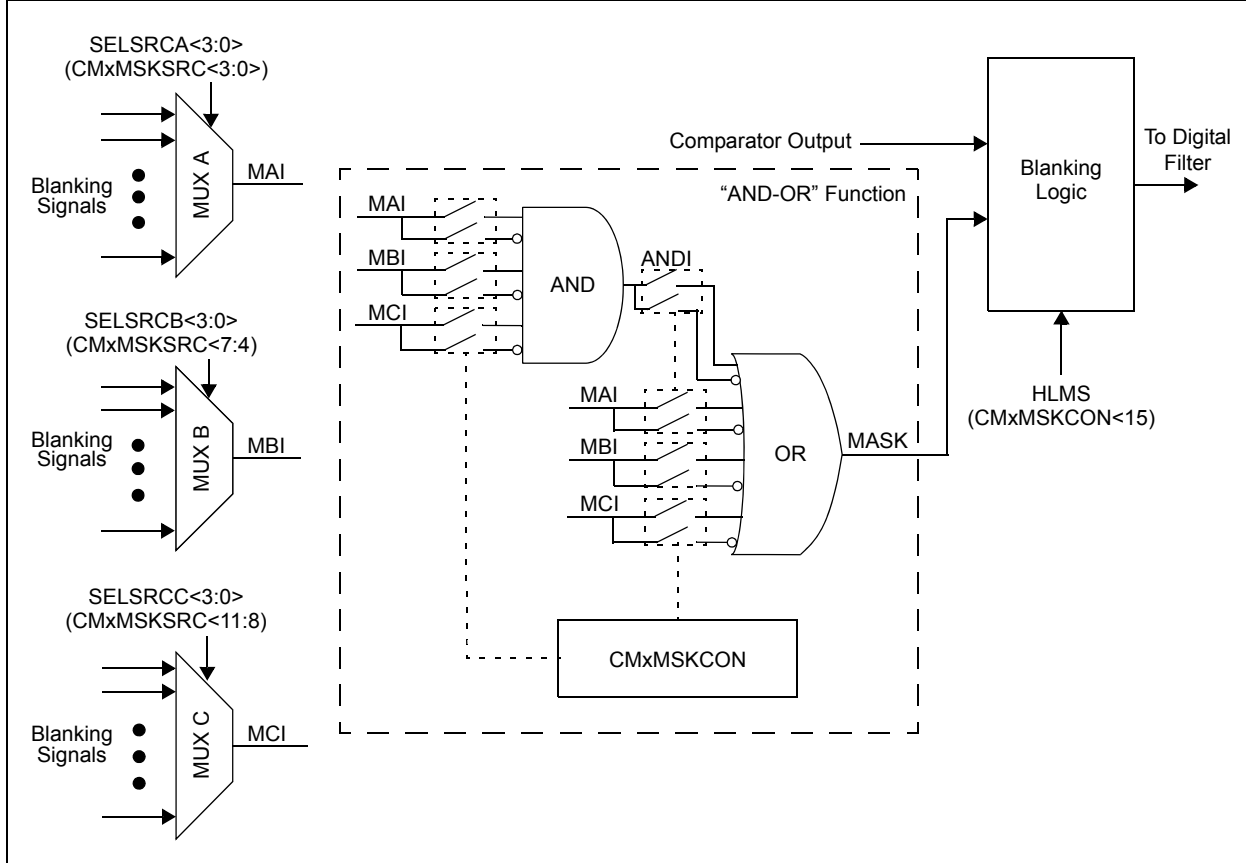 SELSRCA<3:0>
(CMxMSKSRC<3:0>)
MUX A
MAI
Blanking
Signals
SELSRCB<3:0>
(CMxMSKSRC<7:4)
MUX B
MBI
Blanking
Signals
SELSRCC<3:0>
(CMxMSKSRC<11:8)
MUX C
MCI
Blanking
Signals
Comparator Output
“AND-OR” Function
MAI
MBI
MCI
AND
ANDI
MAI
MBI
MCI
OR
MASK
CMxMSKCON
Blanking
Logic
To Digital
Filter
HLMS
(CMxMSKCON<15)